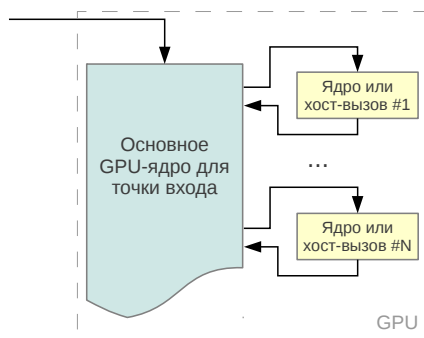 Ядро или
хост-вызов #1
Основное
GPU-ядро для
точки входа
...
Ядро или
хост-вызов #N
GPU